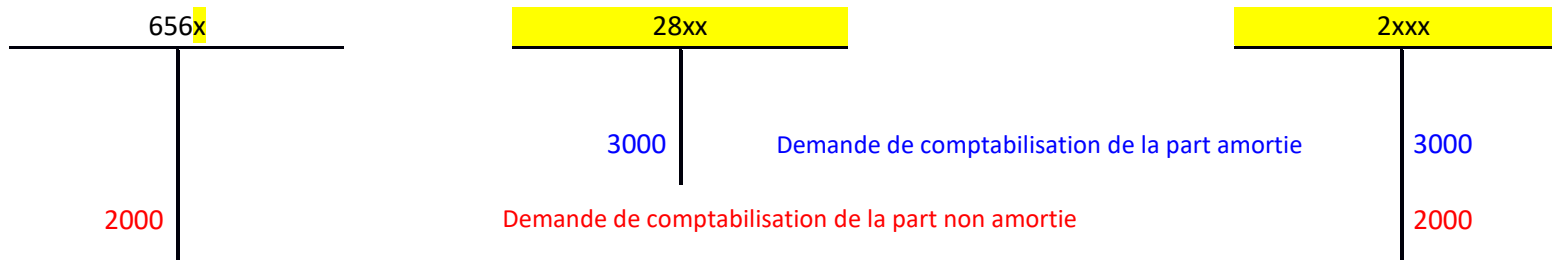 656x 28xx 2xxx
3000 Demande de comptabilisation de la part amortie 3000
2000 Demande de comptabilisation de la part non amortie 2000